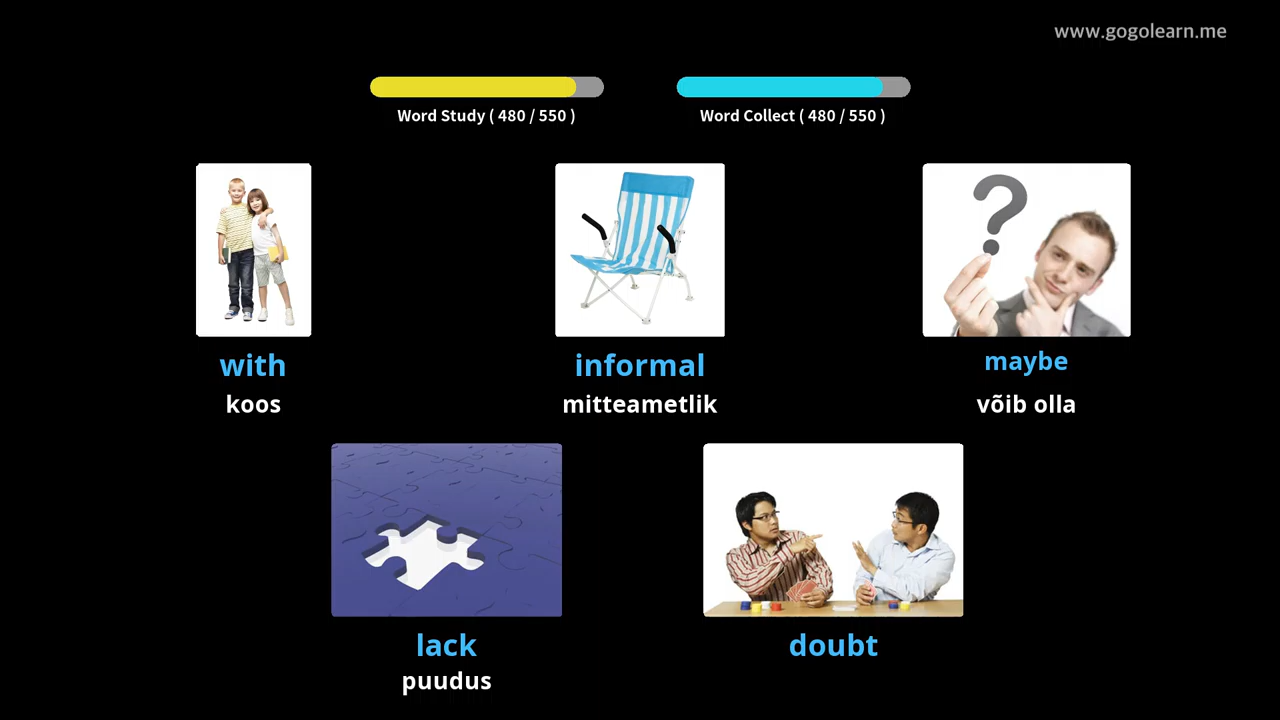 www.gogolearn.me
Word Study ( 480 / 550 )
Word Collect ( 480 / 550 )
with
koos
informal
mitteametlik
maybe
võib olla
lack
puudus
doubt